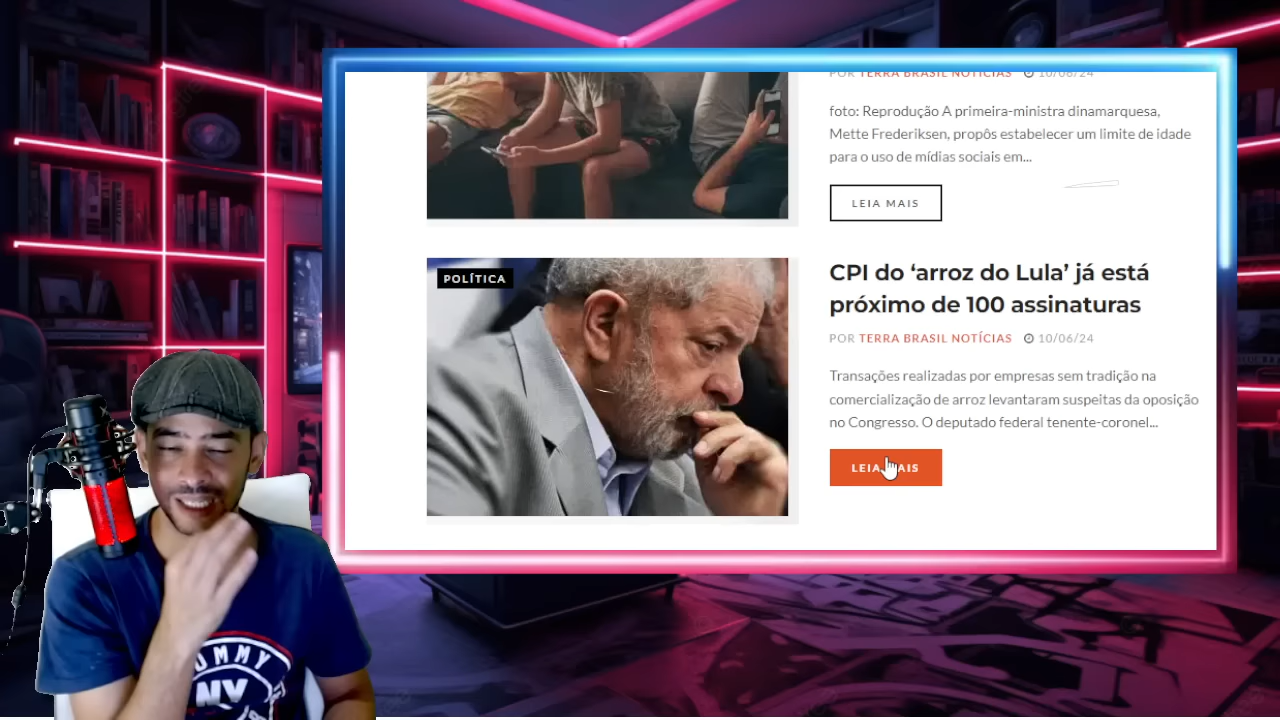 POR TERRA BRASIL NOTÍCIAS 10/06/24
foto: Reprodução A primeira-ministra dinamarquesa,
Mette Frederiksen, propôs estabelecer um limite de idade
para o uso de mídias sociais em...
LEIA MAIS
POLÍTICA
CPI do ‘arroz do Lula’ já está
próximo de 100 assinaturas
POR TERRA BRASIL NOTÍCIAS 10/06/24
Transações realizadas por empresas sem tradição na
comercialização de arroz levantaram suspeitas da oposição
no Congresso. O deputado federal tenente-coronel...
LEIA MAIS
NY